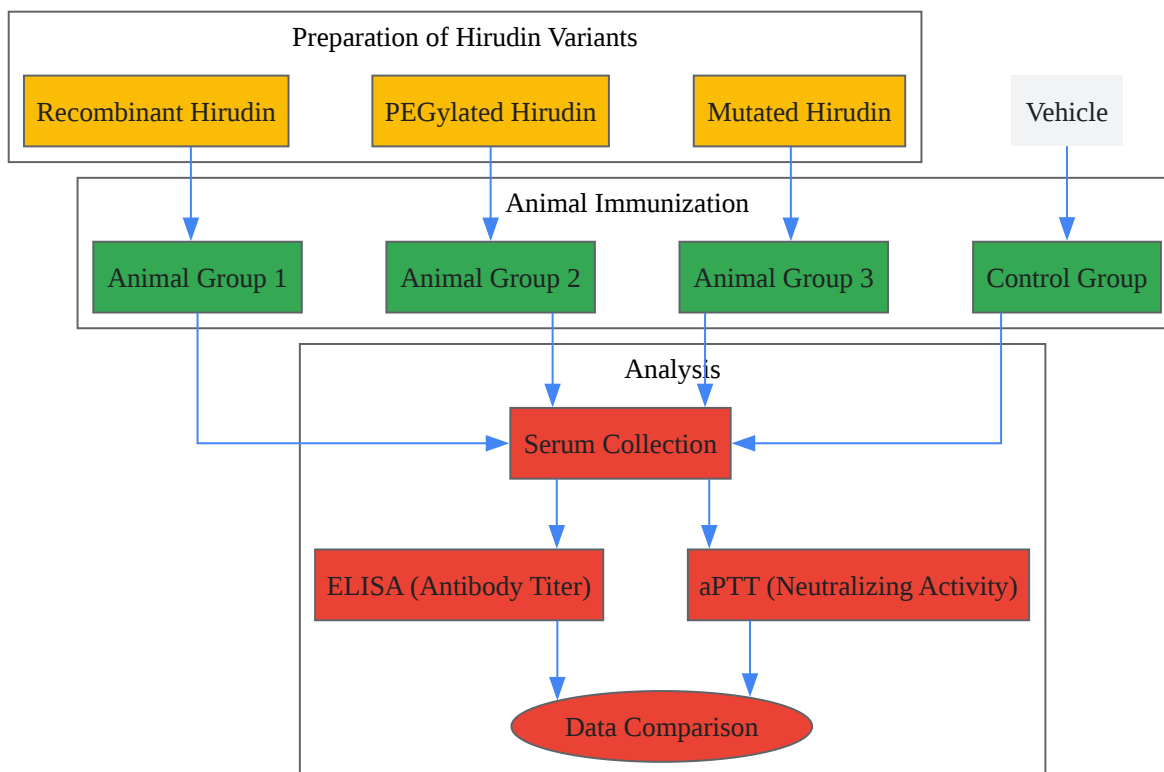 Preparation of Hirudin Variants
Recombinant Hirudin
PEGylated Hirudin
Mutated Hirudin
Vehicle
Animal Immunization
Animal Group 1
Animal Group 2
Animal Group 3
Control Group
Analysis
Serum Collection
ELISA (Antibody Titer)
aPTT (Neutralizing Activity)
Data Comparison